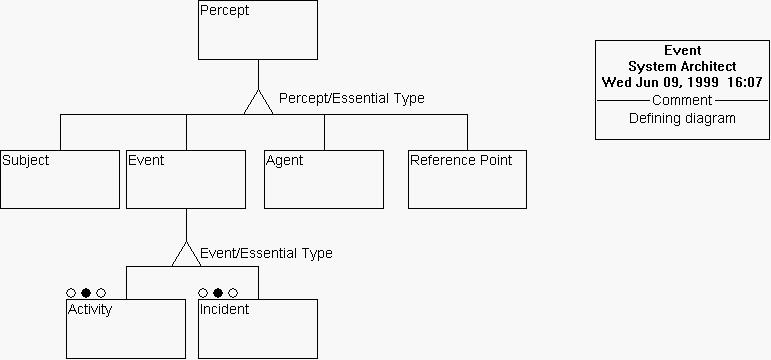 Percept
Event
System Architect
Wed Jun 09, 1999  16:07
Comment
Defining diagram
Percept/Essential Type
Subject
Event
Agent
Reference Point
Event/Essential Type
Activity
Incident